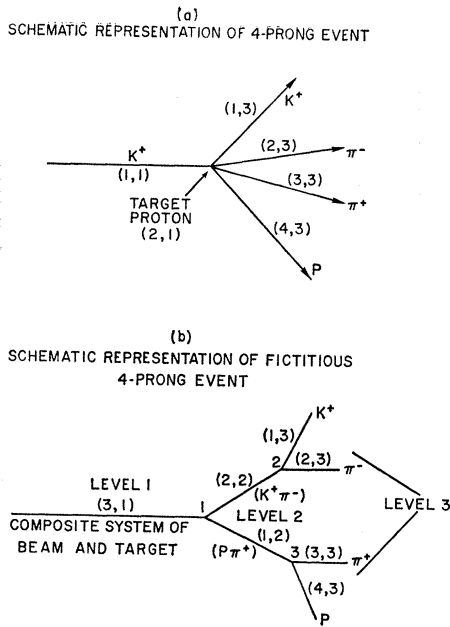 (a)
SCHEMATIC REPRESENTATION OF 4-PRONG EVENT
K+
(1,3)
(2,3)
π-
K+
(1,1)
(3,3)
π+
TARGET
PROTON
(2,1)
(4,3)
P
(b)
SCHEMATIC REPRESENTATION OF FICTITIOUS
4-PRONG EVENT
K+
(1,3)
2 (2,3)
π-
(2,2)
(K+π-)
LEVEL 1
(3,1)
1
LEVEL 2
LEVEL 3
COMPOSITE SYSTEM OF
BEAM AND TARGET
(1,2)
(Pπ+)
3 (3,3)
π+
(4,3)
P